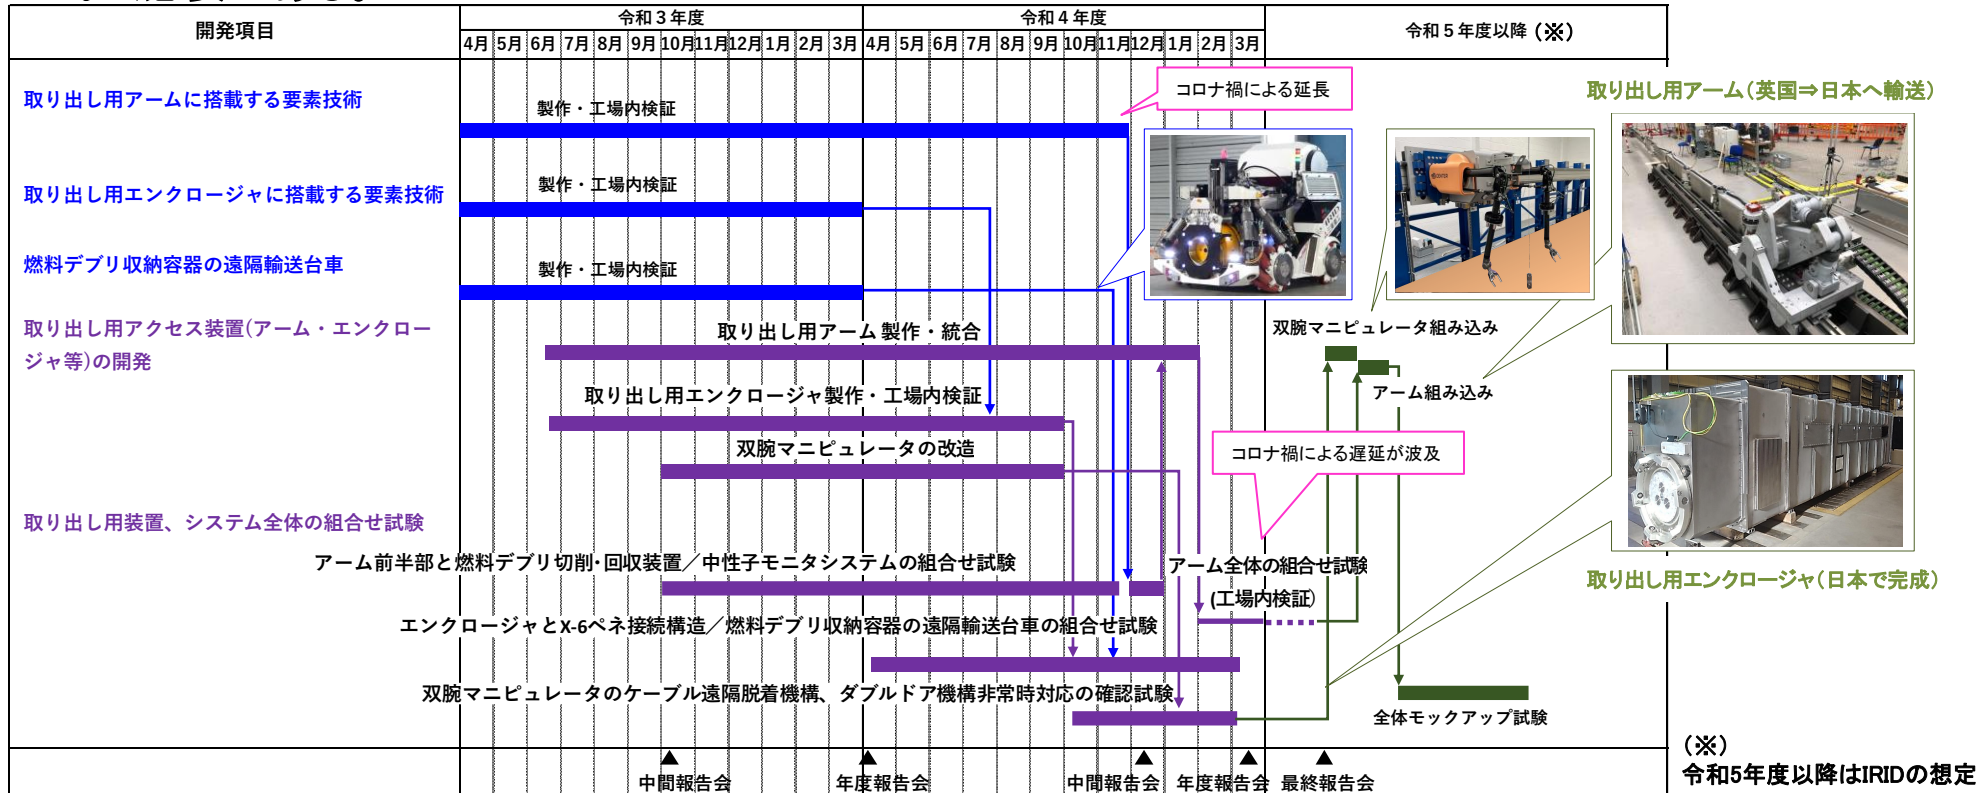 開発項目
令和３年度
令和４年度
令和５年度以降（※）
4月 5月 6月 7月 8月 9月 10月 11月 12月 1月 2月 3月 4月 5月 6月 7月 8月 9月 10月 11月 12月 1月 2月 3月
取り出し用アームに搭載する要素技術
製作・工場内検証
コロナ禍による延長
取り出し用アーム（英国⇒日本へ輸送）
取り出し用エンクロージャに搭載する要素技術
製作・工場内検証
燃料デブリ収納容器の遠隔輸送台車
製作・工場内検証
取り出し用アクセス装置(アーム・エンクロー
ジャ等)の開発
取り出し用アーム 製作・統合
双腕マニピュレータ組み込み
アーム組み込み
取り出し用エンクロージャ製作・工場内検証
双腕マニピュレータの改造
コロナ禍による遅延が波及
取り出し用装置、システム全体の組合せ試験
アーム前半部と燃料デブリ切削・回収装置／中性子モニタシステムの組合せ試験
アーム全体の組合せ試験
(工場内検証)
取り出し用エンクロージャ（日本で完成）
エンクロージャとX-6ペネ接続構造／燃料デブリ収納容器の遠隔輸送台車の組合せ試験
双腕マニピュレータのケーブル遠隔脱着機構、ダブルドア機構非常時対応の確認試験
全体モックアップ試験
▲ ▲ ▲ ▲ ▲
中間報告会 年度報告会 中間報告会 年度報告会 最終報告会
（※）
令和5年度以降はIRIDの想定